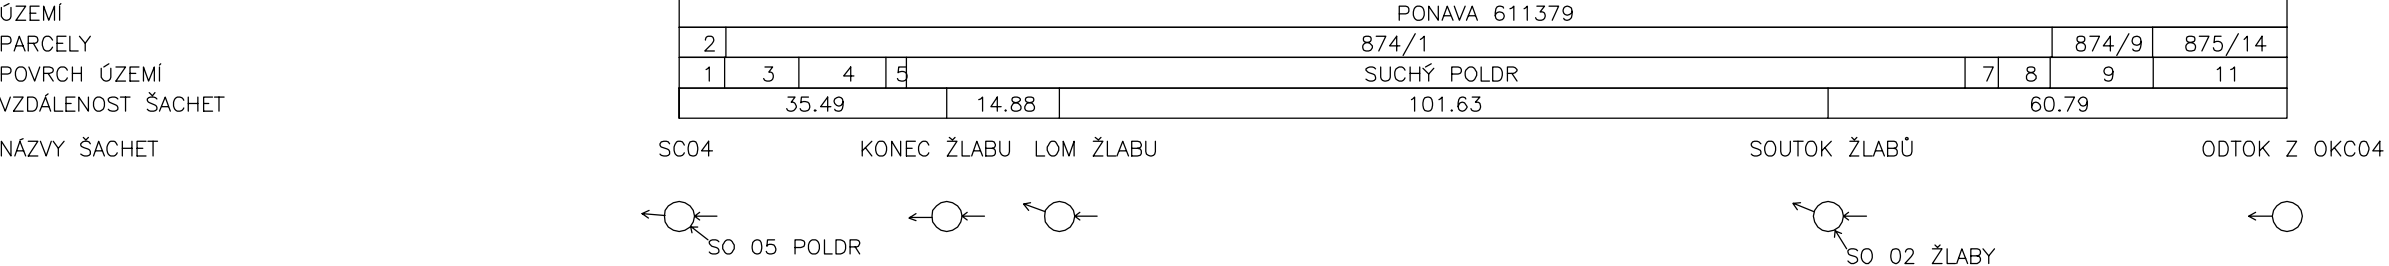 ÚZEMÍ PONAVA 611379
PARCELY 2 874/1 874/9 875/14
POVRCH ÚZEMÍ 1 3 4 5 SUCHÝ POLDR 7 8 9 11
VZDÁLENOST ŠACHET 35.49 14.88 101.63 60.79
NÁZVY ŠACHET SC04 KONEC ŽLABU LOM ŽLABU SOUTOK ŽLABŮ ODTOK Z OKC04
SO 05 POLDR
SO 02 ŽLABY